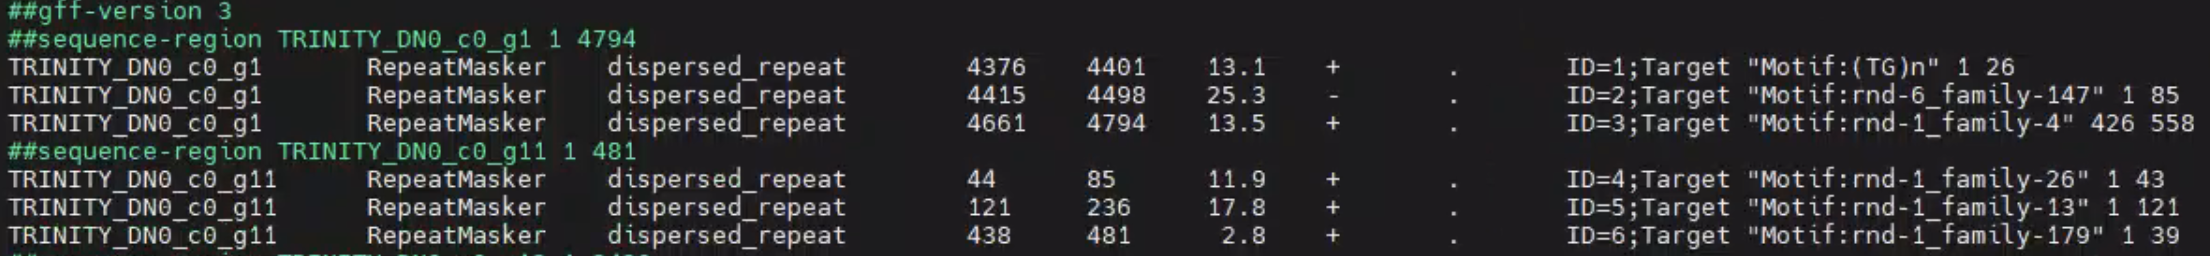 ##gff-version 3
##sequence-region TRINITY_DN0_c0_g1 1 4794
TRINITY_DN0_c0_g1 RepeatMasker dispersed_repeat 4376 4401 13.1 + . ID=1;Target "Motif:(TG)n" 1 26
TRINITY_DN0_c0_g1 RepeatMasker dispersed_repeat 4415 4498 25.3 - . ID=2;Target "Motif:rnd-6_family-147" 1 85
TRINITY_DN0_c0_g1 RepeatMasker dispersed_repeat 4661 4794 13.5 + . ID=3;Target "Motif:rnd-1_family-4" 426 558
##sequence-region TRINITY_DN0_c0_g11 1 481
TRINITY_DN0_c0_g11 RepeatMasker dispersed_repeat 44 85 11.9 + . ID=4;Target "Motif:rnd-1_family-26" 1 43
TRINITY_DN0_c0_g11 RepeatMasker dispersed_repeat 121 236 17.8 + . ID=5;Target "Motif:rnd-1_family-13" 1 121
TRINITY_DN0_c0_g11 RepeatMasker dispersed_repeat 438 481 2.8 + . ID=6;Target "Motif:rnd-1_family-179" 1 39